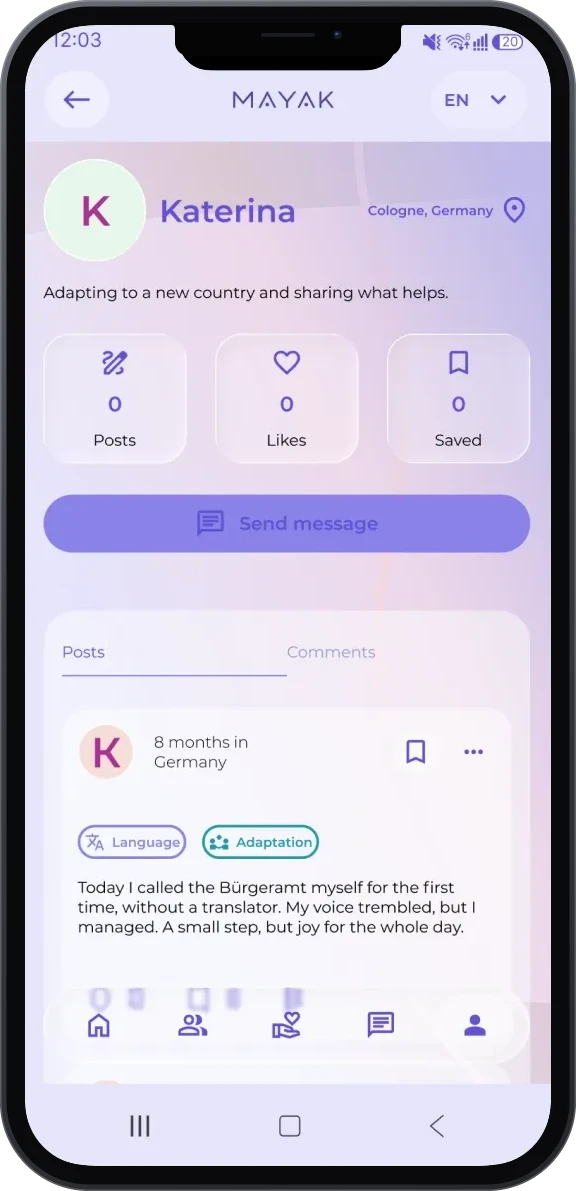 12:03
6
20
MAYAK
EN
K
Katerina
Cologne, Germany
Adapting to a new country and sharing what helps.
0
0
0
Posts
Likes
Saved
Send message
Posts
Comments
K
8 months in
Germany
Language
Adaptation
Today I called the Bürgeramt myself for the first
time, without a translator. My voice trembled, but I
managed. A small step, but joy for the whole day.